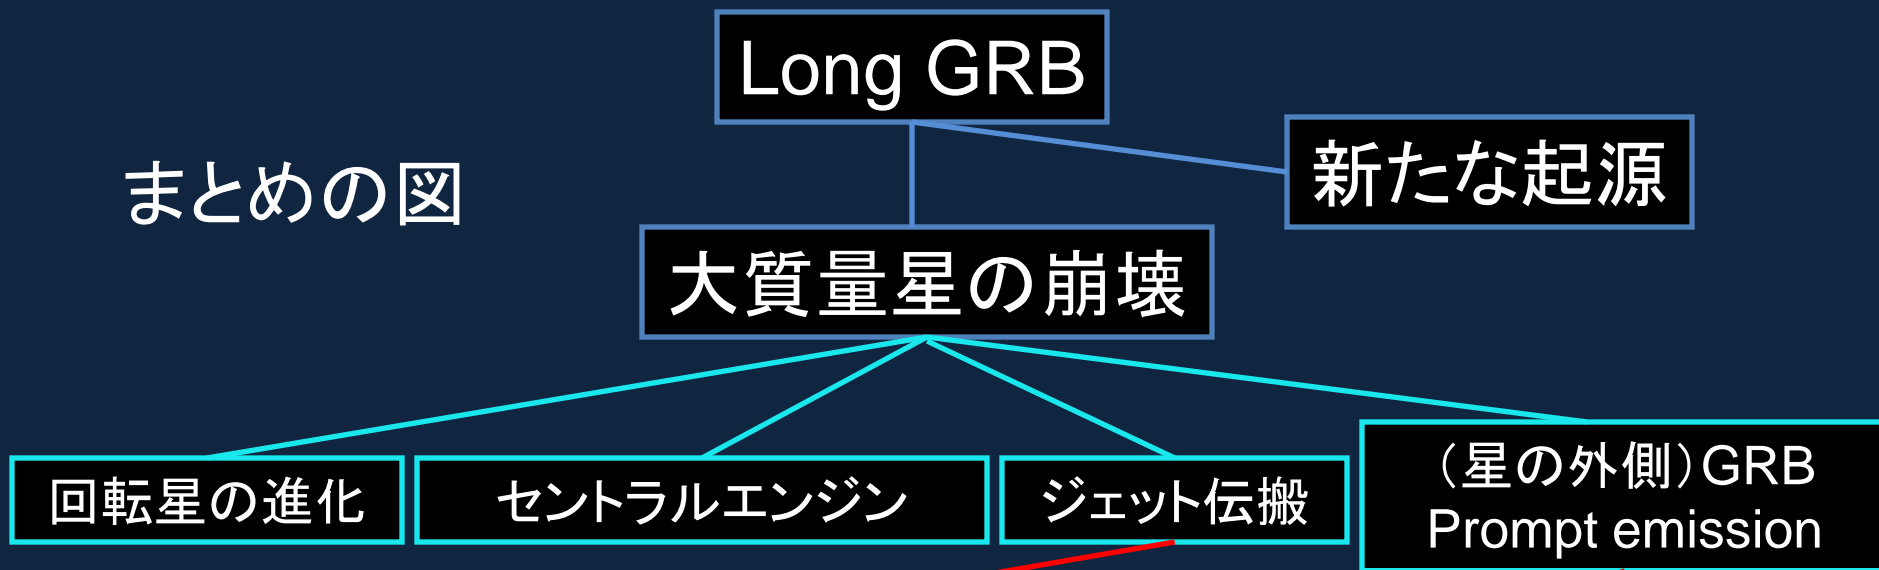 Long GRB
新たな起源
まとめの図
大質量星の崩壊
回転星の進化
セントラルエンジン
ジェット伝搬
（星の外側）GRB
Prompt emission